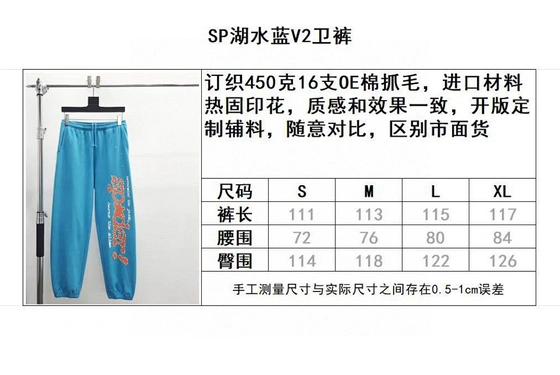 SP湖水蓝V2卫裤
订织450克16支OE棉抓毛，进口材料
热固印花，质感和效果一致，开版定
制辅料，随意对比，区别市面货
尺码 S M L XL
裤长 111 113 115 117
腰围 72 76 80 84
臀围 114 118 122 126
手工测量尺寸与实际尺寸之间存在0.5-1cm误差
sp5der!